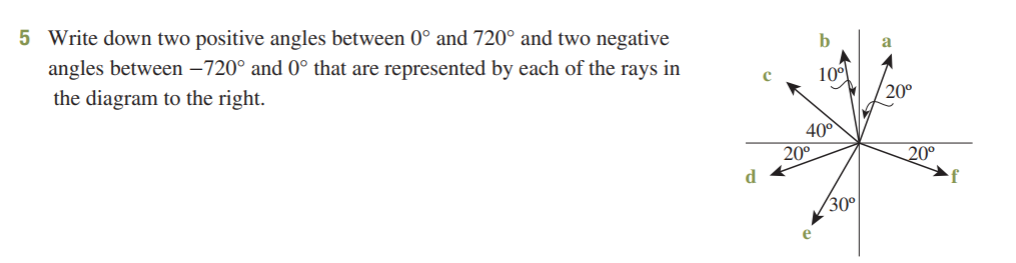 5 Write down two positive angles between 0° and 720° and two negative
angles between −720° and 0° that are represented by each of the rays in
the diagram to the right.
b
a
c
10°
20°
40°
20°
20°
d
f
30°
e